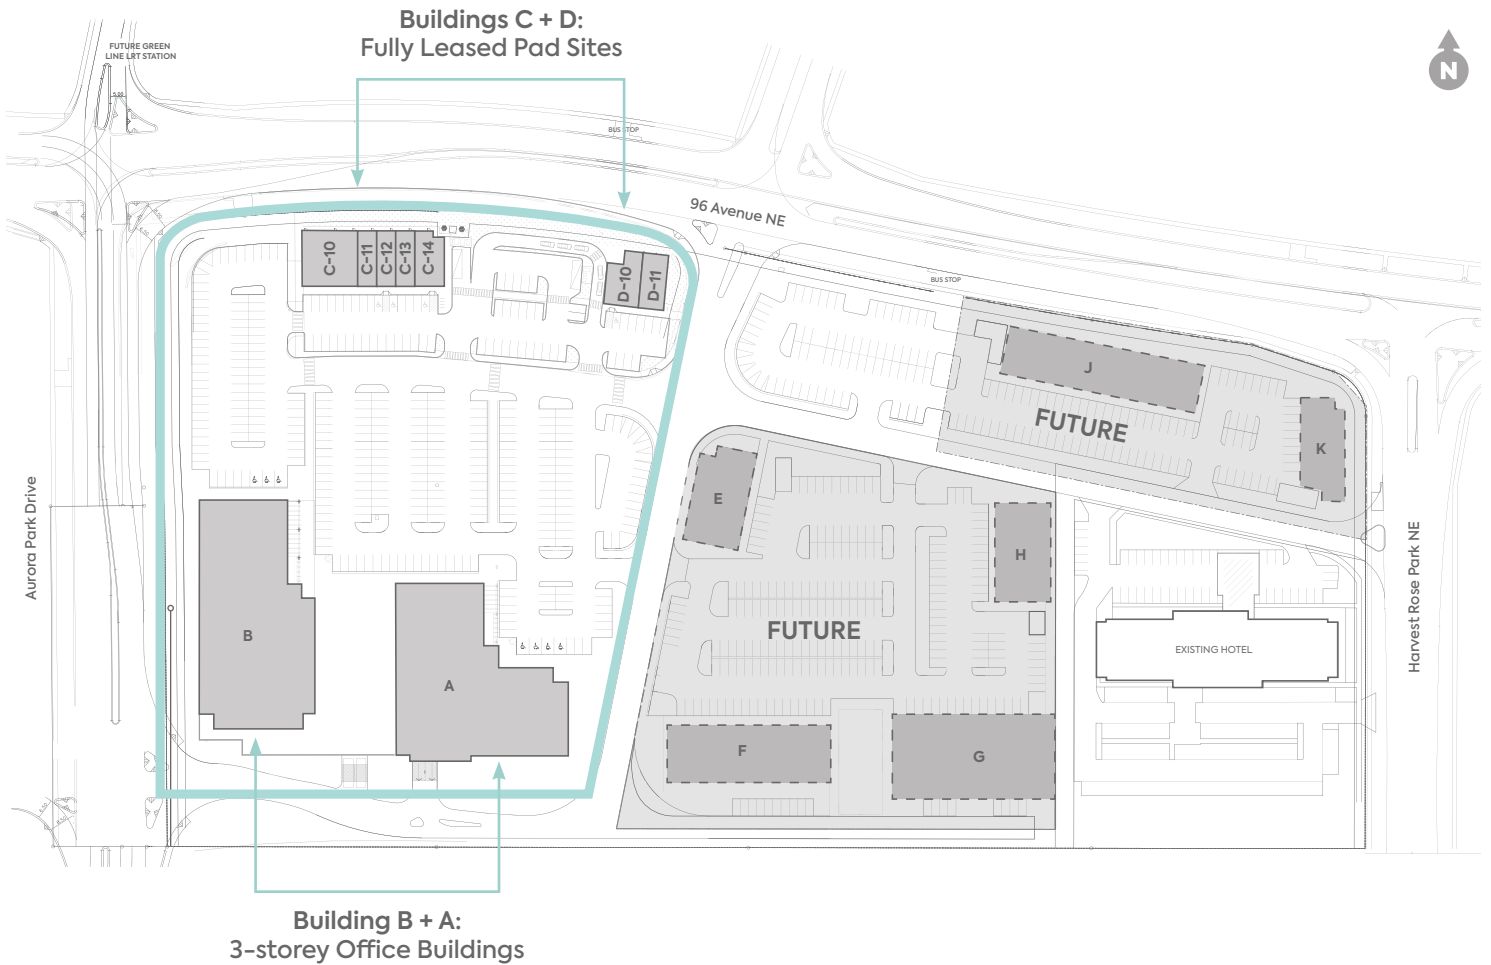 Buildings C + D:
Fully Leased Pad Sites
FUTURE GREEN
LINE LRT STATION
N
5.00
BUS STOP
96 Avenue NE
BUS STOP
C-10
C-11
C-12
C-13
C-14
D-10
D-11
J
FUTURE
K
E
H
FUTURE
F
G
EXISTING HOTEL
B
A
Aurora Park Drive
Harvest Rose Park NE
Building B + A:
3-storey Office Buildings